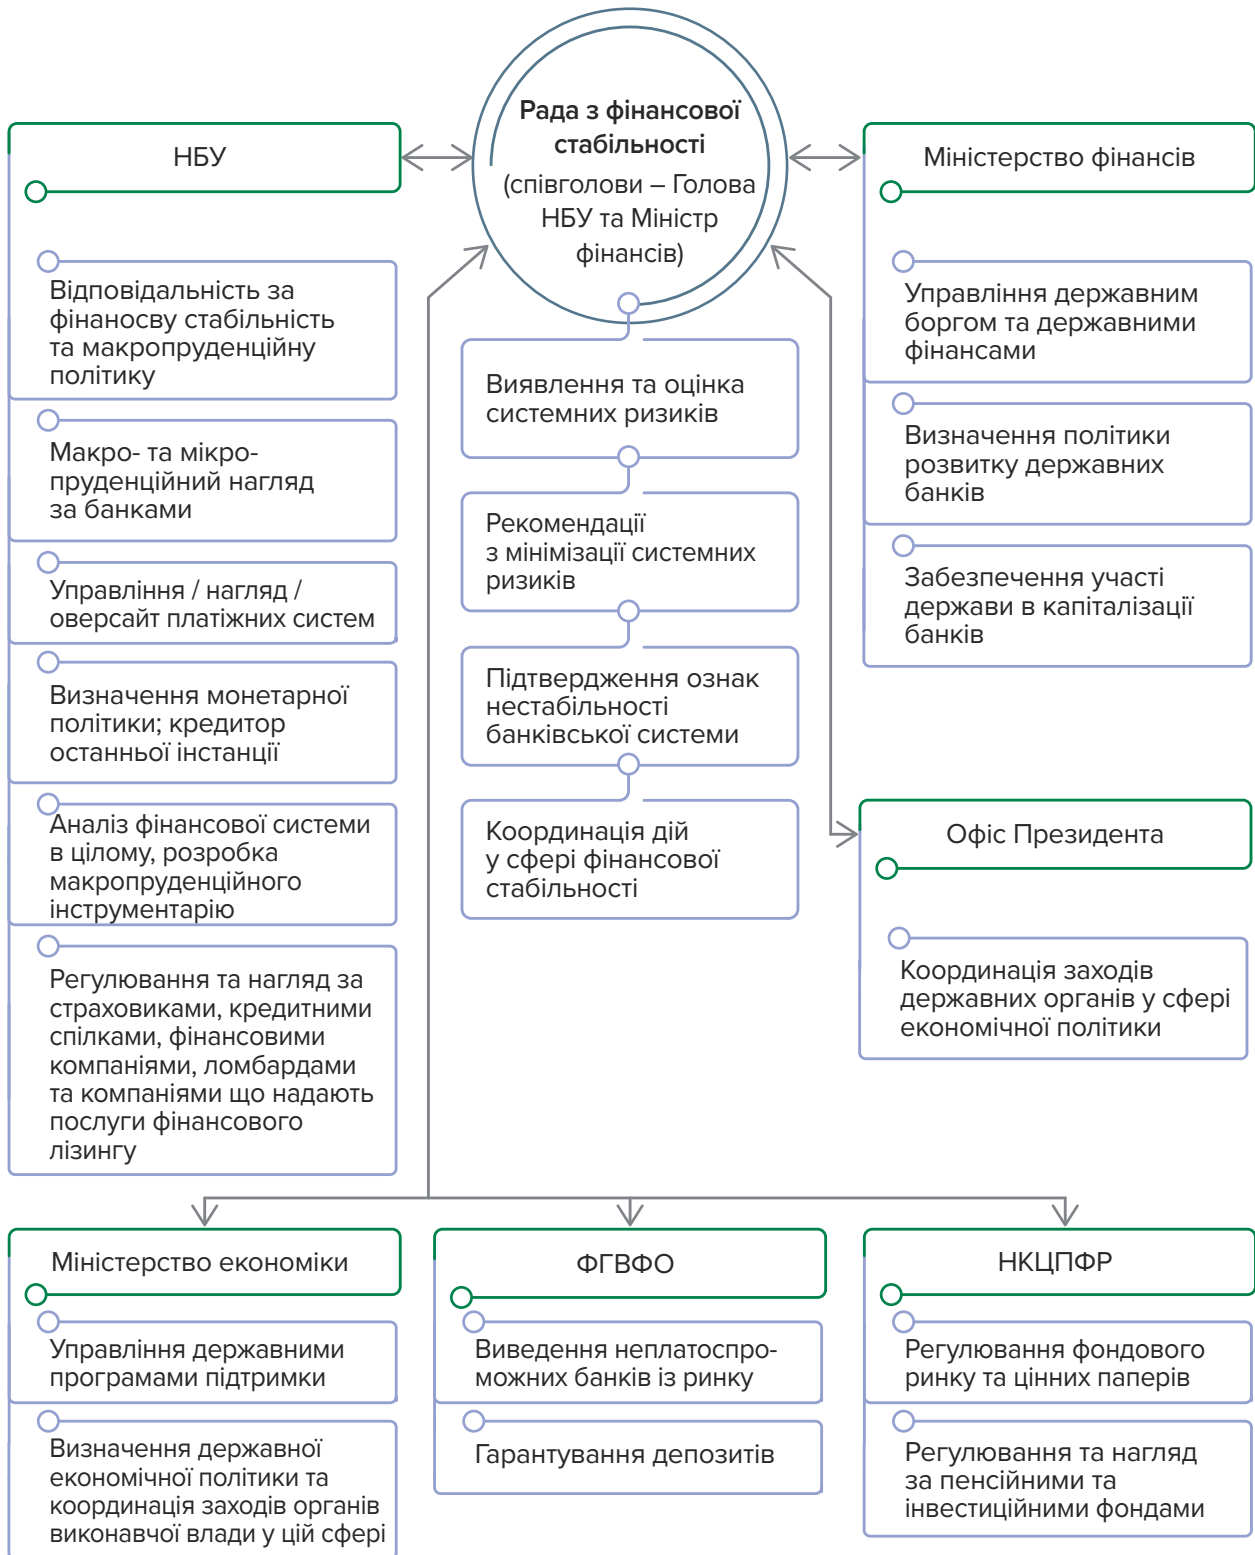 Рада з фінансової
стабільності
(співголови – Голова
НБУ та Міністр
фінансів)
НБУ
Міністерство фінансів
Відповідальність за
фінаносву стабільність
та макропруденційну
політику
Макро- та мікро-
пруденційний нагляд
за банками
Управління / нагляд /
оверсайт платіжних систем
Визначення монетарної
політики; кредитор
останньої інстанції
Аналіз фінансової системи
в цілому, розробка
макропруденційного
інструментарію
Регулювання та нагляд за
страховиками, кредитними
спілками, фінансовими
компаніями, ломбардами
та компаніями що надають
послуги фінансового
лізингу
Виявлення та оцінка
системних ризиків
Рекомендації
з мінімізації системних
ризиків
Підтвердження ознак
нестабільності
банківської системи
Координація дій
у сфері фінансової
стабільності
Управління державним
боргом та державними
фінансами
Визначення політики
розвитку державних
банків
Забезпечення участі
держави в капіталізації
банків
Офіс Президента
Координація заходів
державних органів у сфері
економічної політики
Міністерство економіки
Управління державними
програмами підтримки
Визначення державної
економічної політики та
координація заходів органів
виконавчої влади у цій сфері
ФГВФО
Виведення неплатоспро-
можних банків із ринку
Гарантування депозитів
НКЦПФР
Регулювання фондового
ринку та цінних паперів
Регулювання та нагляд
за пенсійними та
інвестиційними фондами